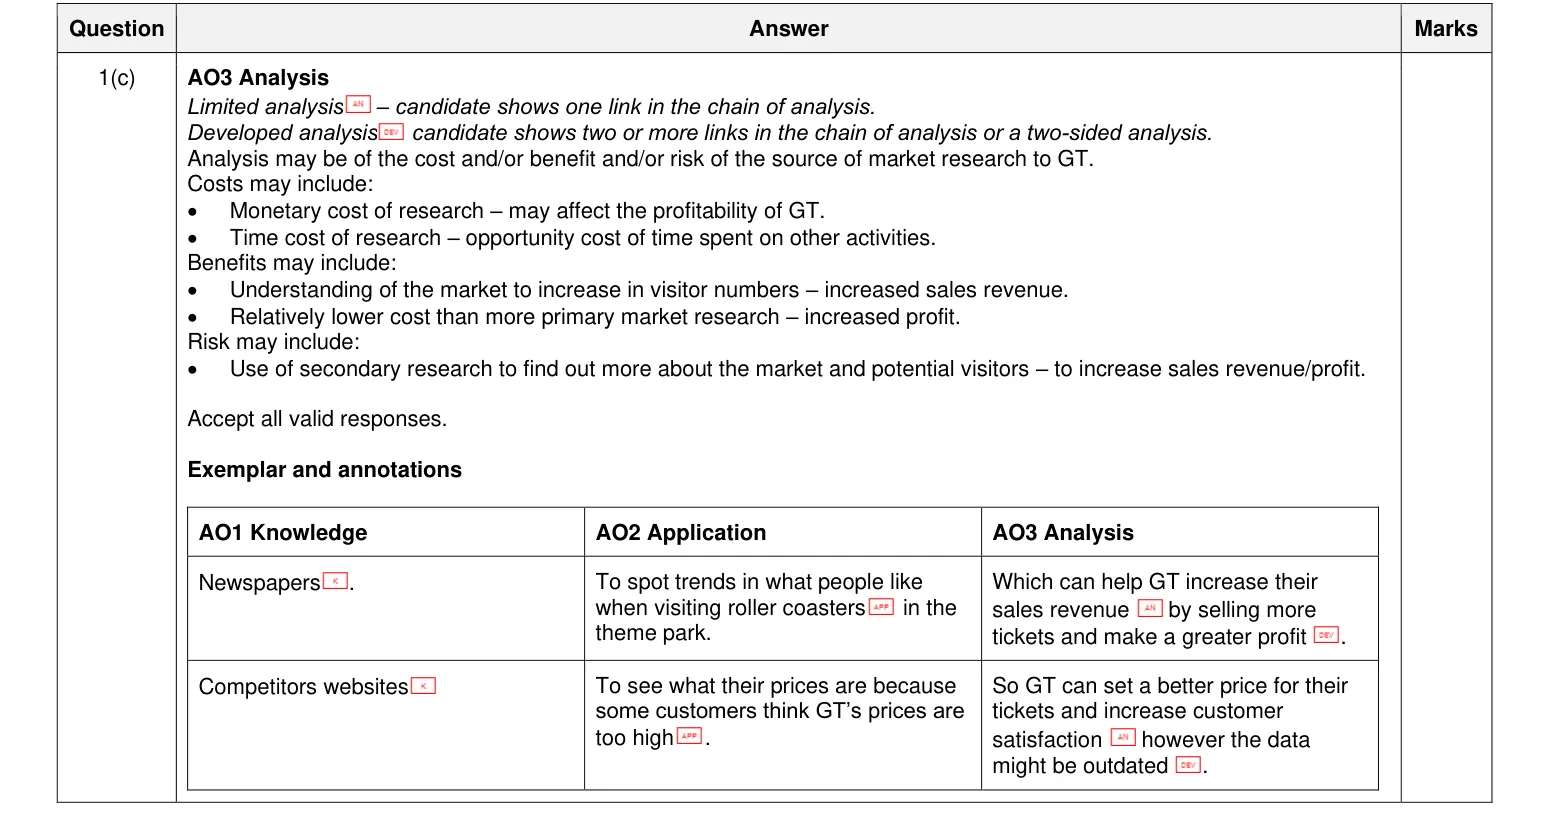 Question Answer Marks
1(c)
AO3 Analysis
Limited analysis AN – candidate shows one link in the chain of analysis.
Developed analysis DEV candidate shows two or more links in the chain of analysis or a two-sided analysis.
Analysis may be of the cost and/or benefit and/or risk of the source of market research to GT.
Costs may include:
• Monetary cost of research – may affect the profitability of GT.
• Time cost of research – opportunity cost of time spent on other activities.
Benefits may include:
• Understanding of the market to increase in visitor numbers – increased sales revenue.
• Relatively lower cost than more primary market research – increased profit.
Risk may include:
• Use of secondary research to find out more about the market and potential visitors – to increase sales revenue/profit.
Accept all valid responses.
Exemplar and annotations
AO1 Knowledge AO2 Application AO3 Analysis
Newspapers K .
To spot trends in what people like
when visiting roller coasters APP in the
theme park.
Which can help GT increase their
sales revenue AN by selling more
tickets and make a greater profit DEV .
Competitors websites K
To see what their prices are because
some customers think GT's prices are
too high APP .
So GT can set a better price for their
tickets and increase customer
satisfaction AN however the data
might be outdated DEV .